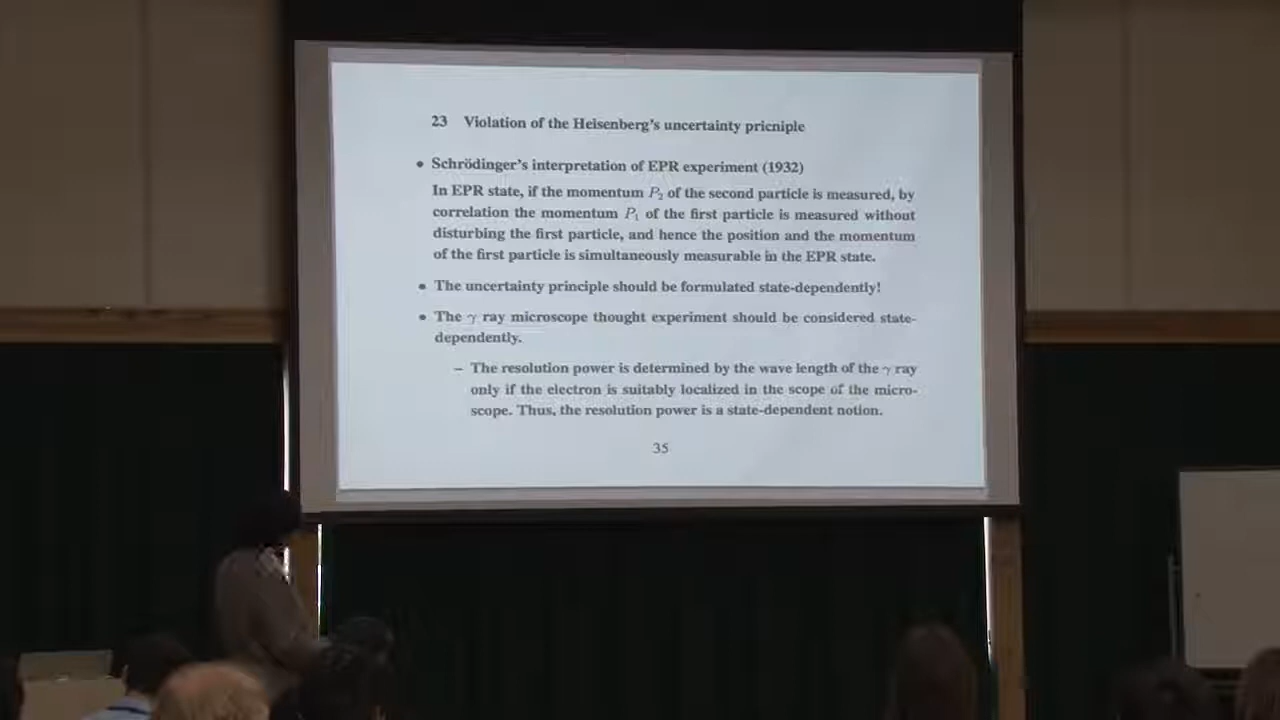 23 Violation of the Heisenberg's uncertainty pricniple
• Schrödinger's interpretation of EPR experiment (1932)
In EPR state, if the momentum P₂ of the second particle is measured, by
correlation the momentum P₁ of the first particle is measured without
disturbing the first particle, and hence the position and the momentum
of the first particle is simultaneously measurable in the EPR state.
• The uncertainty principle should be formulated state-dependently!
• The γ ray microscope thought experiment should be considered state-
dependently.
– The resolution power is determined by the wave length of the γ ray
only if the electron is suitably localized in the scope of the micro-
scope. Thus, the resolution power is a state-dependent notion.
35